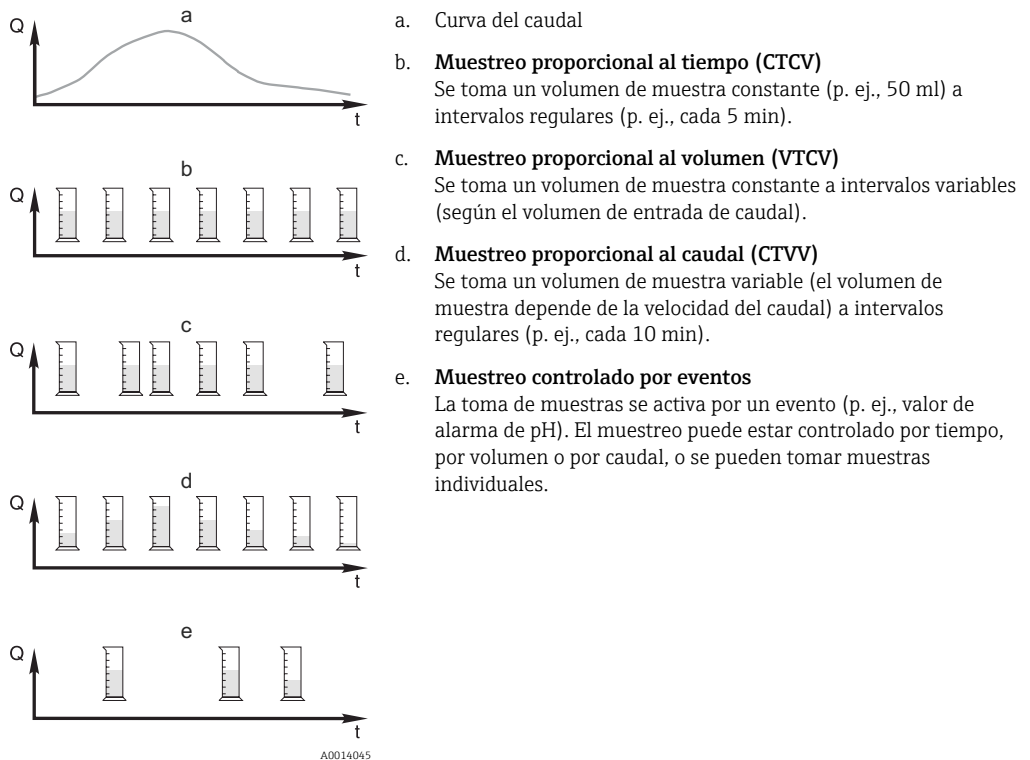 a
Q
t
b
Q
t
c
Q
t
d
Q
t
e
Q
t
A0014045
a. Curva del caudal
b. Muestreo proporcional al tiempo (CTCV)
Se toma un volumen de muestra constante (p. ej., 50 ml) a
intervalos regulares (p. ej., cada 5 min).
c. Muestreo proporcional al volumen (VTCV)
Se toma un volumen de muestra constante a intervalos variables
(según el volumen de entrada de caudal).
d. Muestreo proporcional al caudal (CTVV)
Se toma un volumen de muestra variable (el volumen de
muestra depende de la velocidad del caudal) a intervalos
regulares (p. ej., cada 10 min).
e. Muestreo controlado por eventos
La toma de muestras se activa por un evento (p. ej., valor de
alarma de pH). El muestreo puede estar controlado por tiempo,
por volumen o por caudal, o se pueden tomar muestras
individuales.